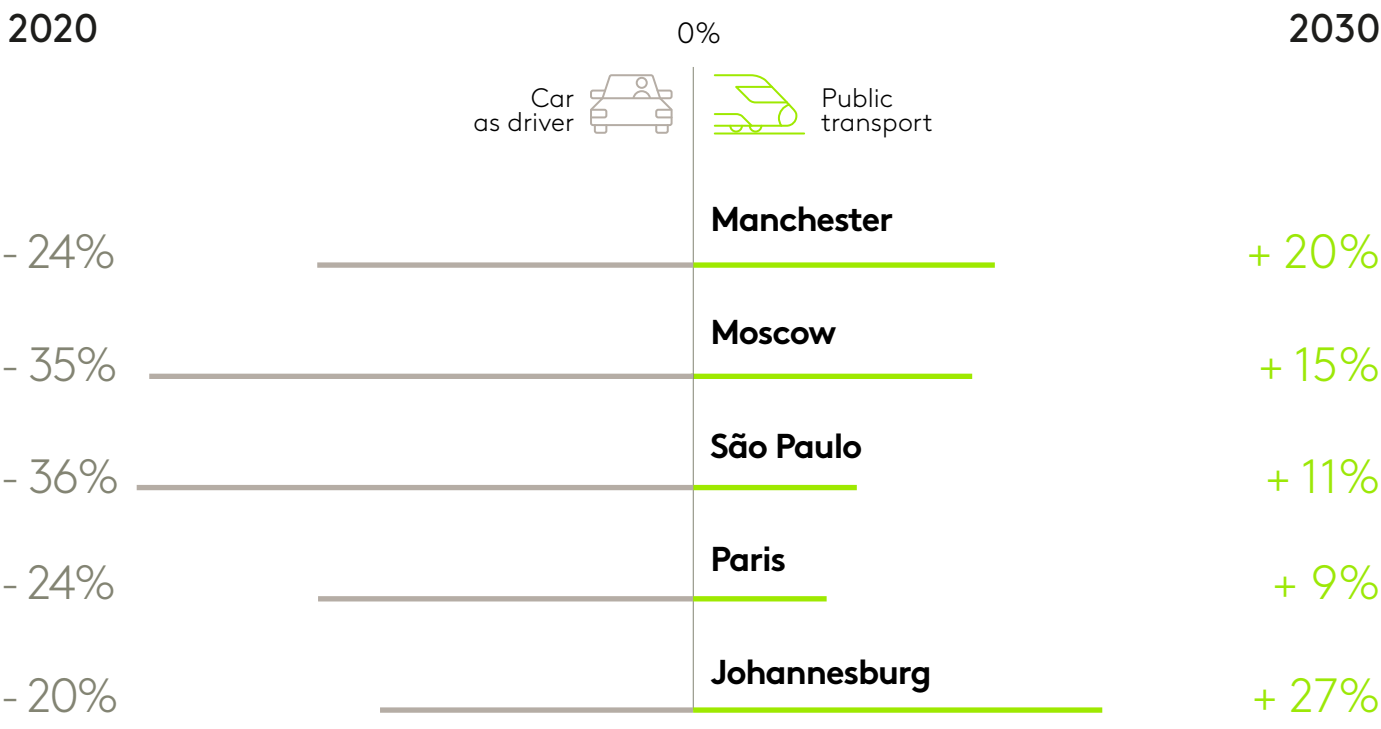 2020
0%
2030
Car
as driver
Public
transport
Manchester
- 24%
+ 20%
Moscow
- 35%
+ 15%
São Paulo
- 36%
+ 11%
Paris
- 24%
+ 9%
Johannesburg
- 20%
+ 27%